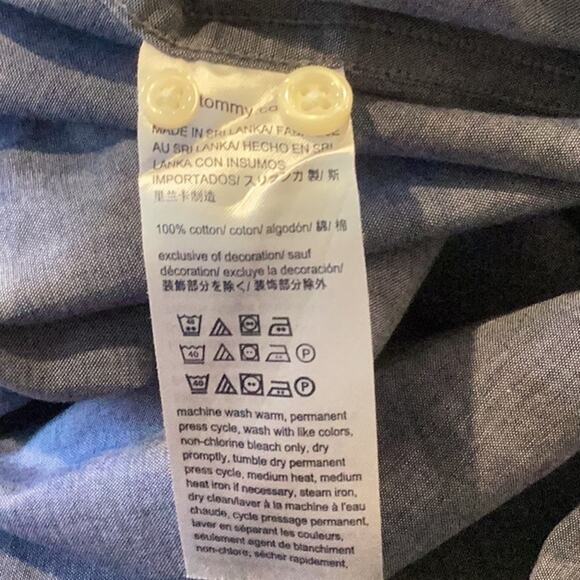 tommy.co
MADE IN SRI LANKA/
AU SRI LANKA/ HECHO EN SRI
LANKA CON INSUMOS
IMPORTADOS/ スリランカ 製/ 斯
里兰卡制造
100% cotton/ coton/ algodón/ 綿/ 棉
exclusive of decoration/ sauf
décoration/ excluye la decoración/
装飾部分を除く/ 装饰部分除外
40
40 P
40 P
machine wash warm, permanent
press cycle, wash with like colors,
non-chlorine bleach only, dry
promptly, tumble dry permanent
press cycle, medium heat, medium
heat iron if necessary, steam iron,
dry clean/laver à la machine à l'eau
chaude, cycle pressage permanent,
laver en séparant les couleurs,
seulement agent de blanchiment
non-chlore, sécher rapidement,